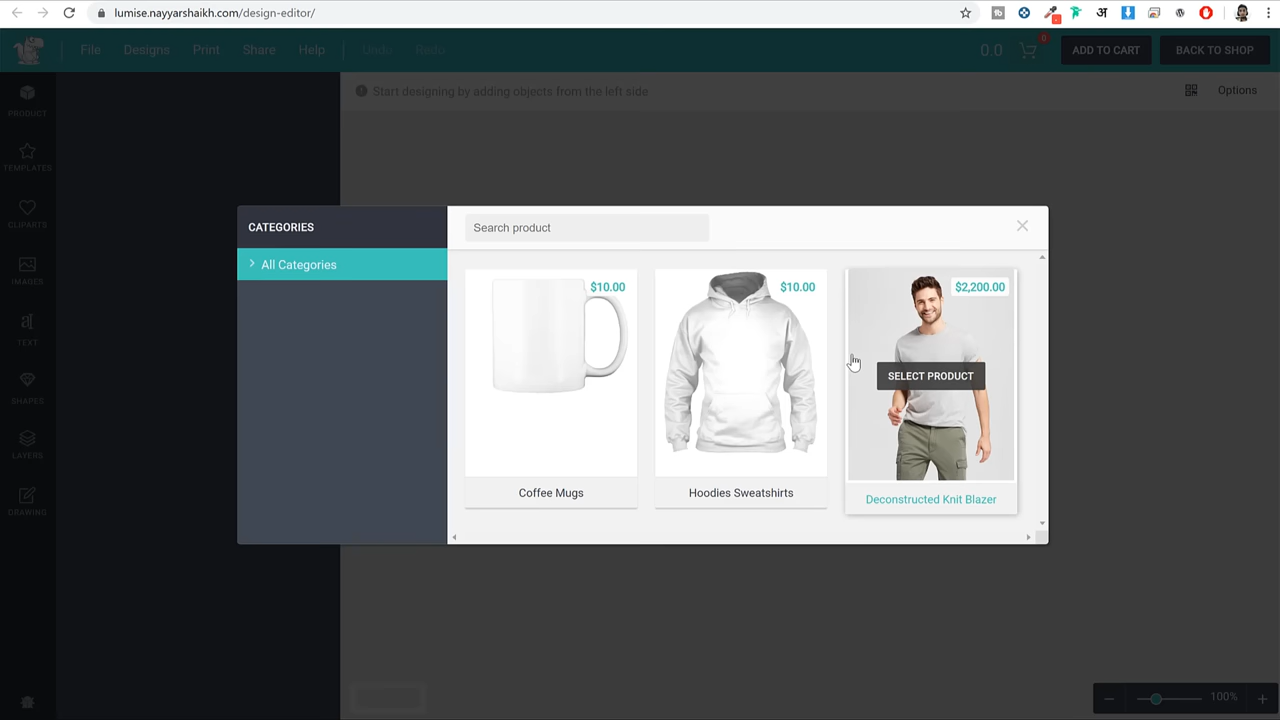 lumise.nayyarshaikh.com/design-editor/
File Designs Print Share Help Undo Redo 0.0 0 ADD TO CART BACK TO SHOP
Start designing by adding objects from the left side
Options
PRODUCT
TEMPLATES
CLIPARTS
IMAGES
TEXT
SHAPES
LAYERS
DRAWING
CATEGORIES
All Categories
Search product
$10.00
Coffee Mugs
$10.00
Hoodies Sweatshirts
$2,200.00
SELECT PRODUCT
Deconstructed Knit Blazer
100%